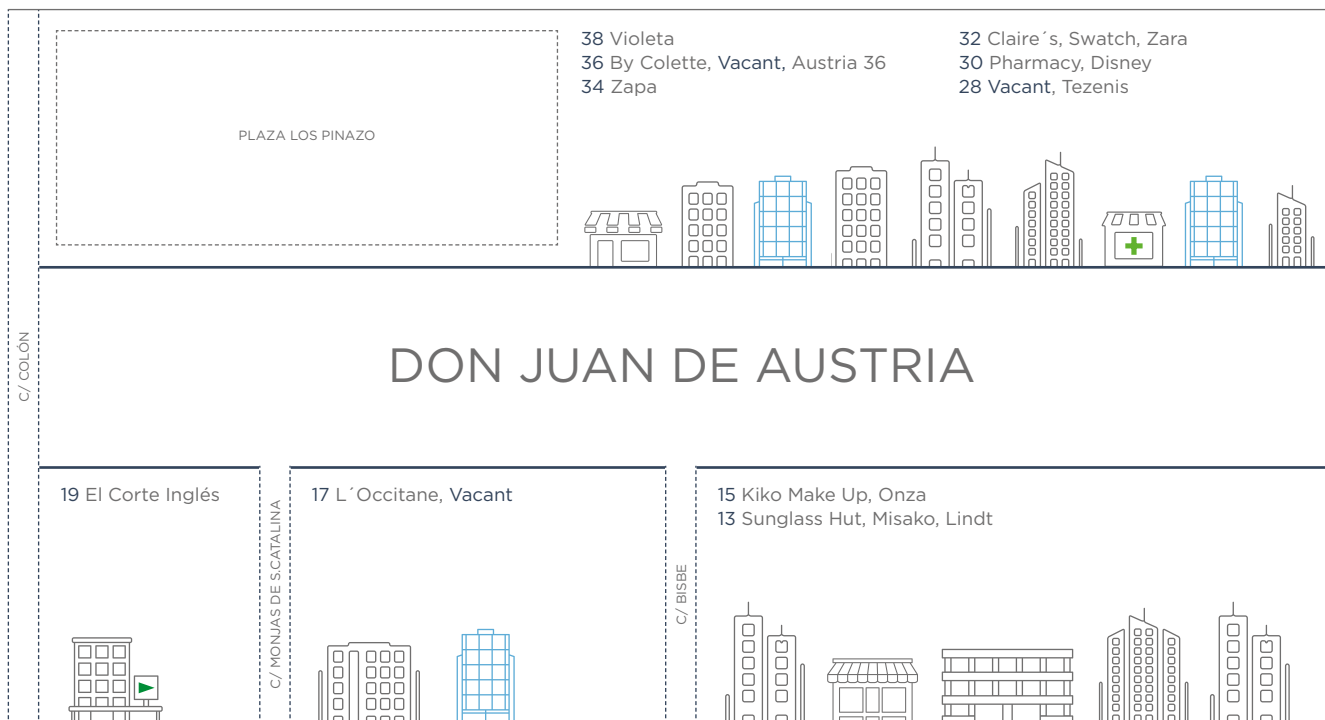 38 Violeta
36 By Colette, Vacant, Austria 36
34 Zapa
32 Claire´s, Swatch, Zara
30 Pharmacy, Disney
28 Vacant, Tezenis
PLAZA LOS PINAZO
C/ COLÓN
DON JUAN DE AUSTRIA
19 El Corte Inglés
C/ MONJAS DE S.CATALINA
17 L´Occitane, Vacant
C/ BISBE
15 Kiko Make Up, Onza
13 Sunglass Hut, Misako, Lindt